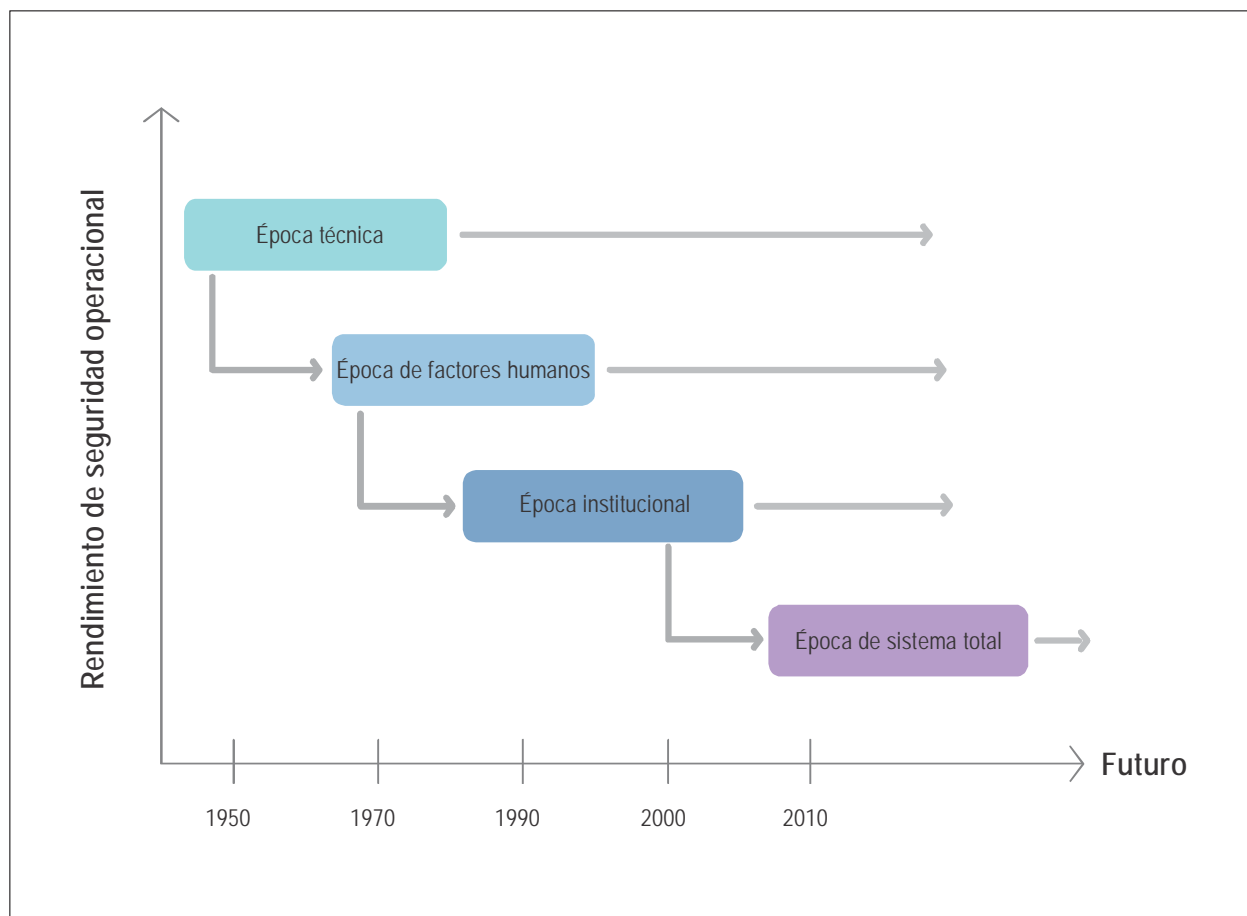 Rendimiento de seguridad operacional
Época técnica
Época de factores humanos
Época institucional
Época de sistema total
Futuro
1950
1970
1990
2000
2010